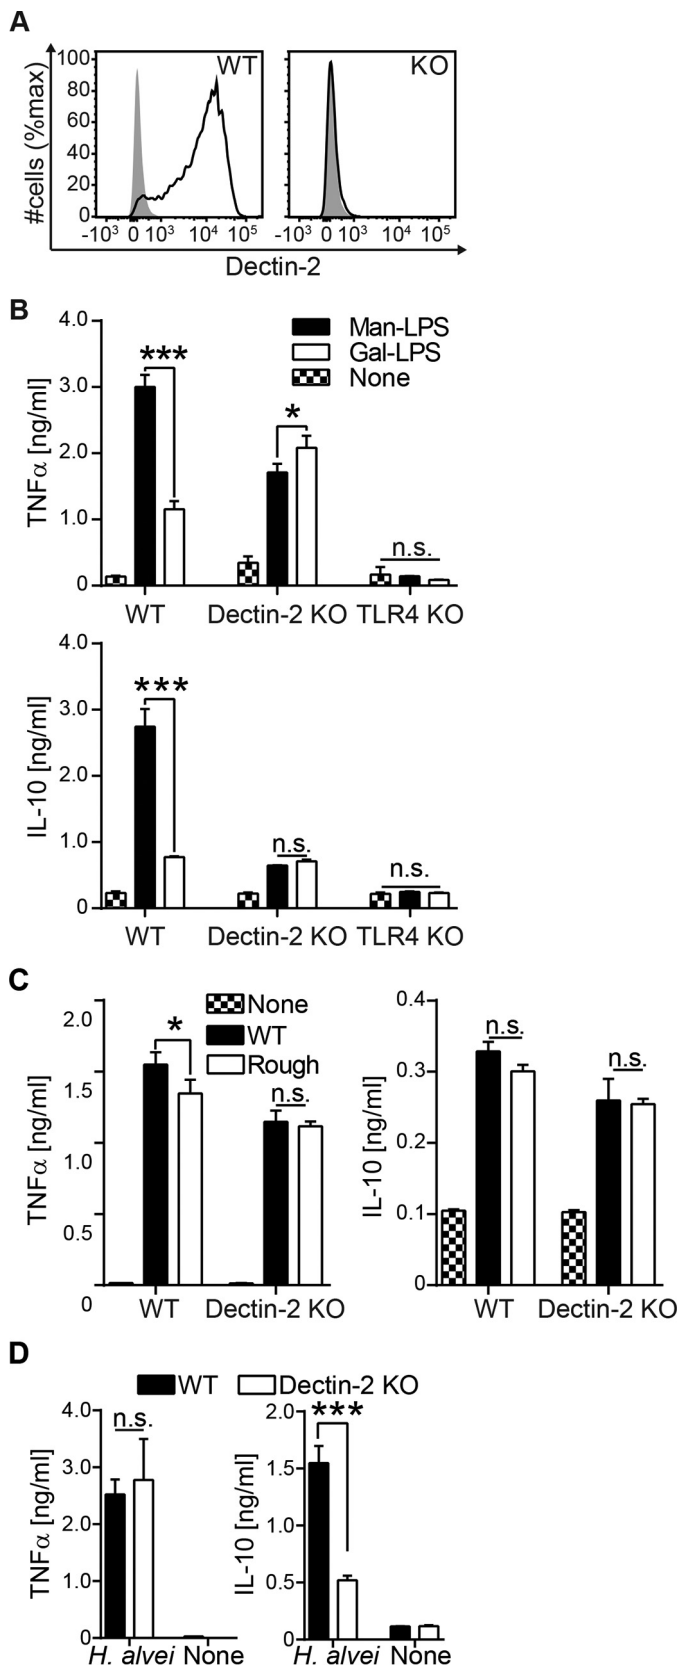 A
WT
KO
#cells (%max)
100
80
60
40
20
0
-10³ 0 10³ 10⁴ 10⁵
-10³ 0 10³ 10⁴ 10⁵
Dectin-2
B
Man-LPS
Gal-LPS
None
TNFα [ng/ml]
4.0
3.0
2.0
1.0
0
***
*
n.s.
WT
Dectin-2 KO
TLR4 KO
IL-10 [ng/ml]
4.0
3.0
2.0
1.0
0
***
n.s.
n.s.
WT
Dectin-2 KO
TLR4 KO
C
None
WT
Rough
TNFα [ng/ml]
2.0
1.5
1.0
0.5
0
*
n.s.
WT
Dectin-2 KO
IL-10 [ng/ml]
0.4
0.3
0.2
0.1
0
n.s.
n.s.
WT
Dectin-2 KO
D
WT
Dectin-2 KO
TNFα [ng/ml]
4.0
3.0
2.0
1.0
0
n.s.
H. alvei
None
IL-10 [ng/ml]
2.0
1.5
1.0
0.5
0
***
H. alvei
None